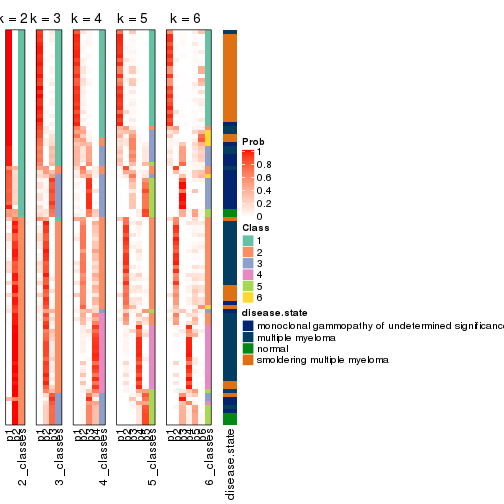 k = 2
k = 3
k = 4
k = 5
k = 6
Prob
1
0.8
0.6
0.4
0.2
0
Class
1
2
3
4
5
6
disease.state
monoclonal gammopathy of undetermined significance
multiple myeloma
normal
smoldering multiple myeloma
p1
p2
2_classes
p1
p2
p3
3_classes
p1
p2
p3
p4
4_classes
p1
p2
p3
p4
p5
5_classes
p1
p2
p3
p4
p5
p6
6_classes
disease.state